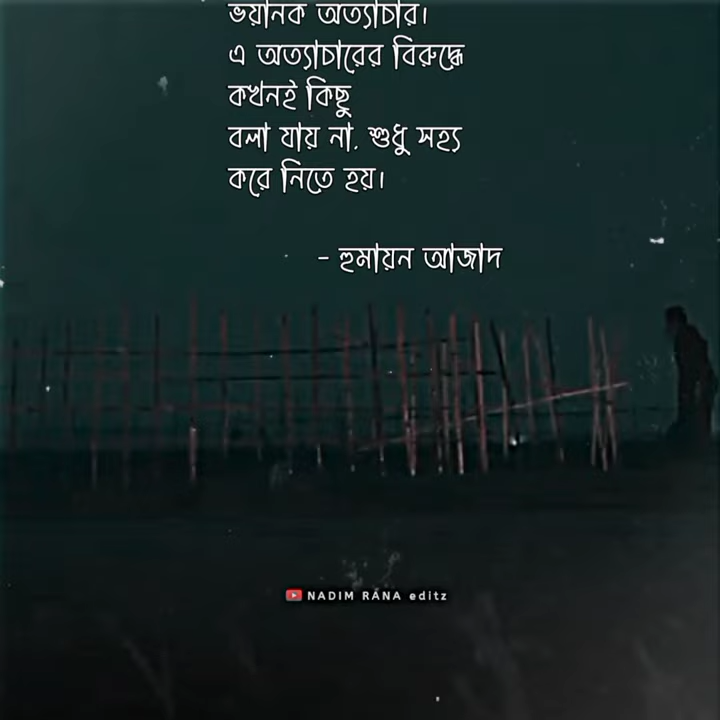 ভয়ানক অত্যাচার।
এ অত্যাচারের বিরুদ্ধে
কখনই কিছু
বলা যায় না, শুধু সহ্য
করে নিতে হয়।
- হুমায়ন আজাদ
NADIM RANA editz